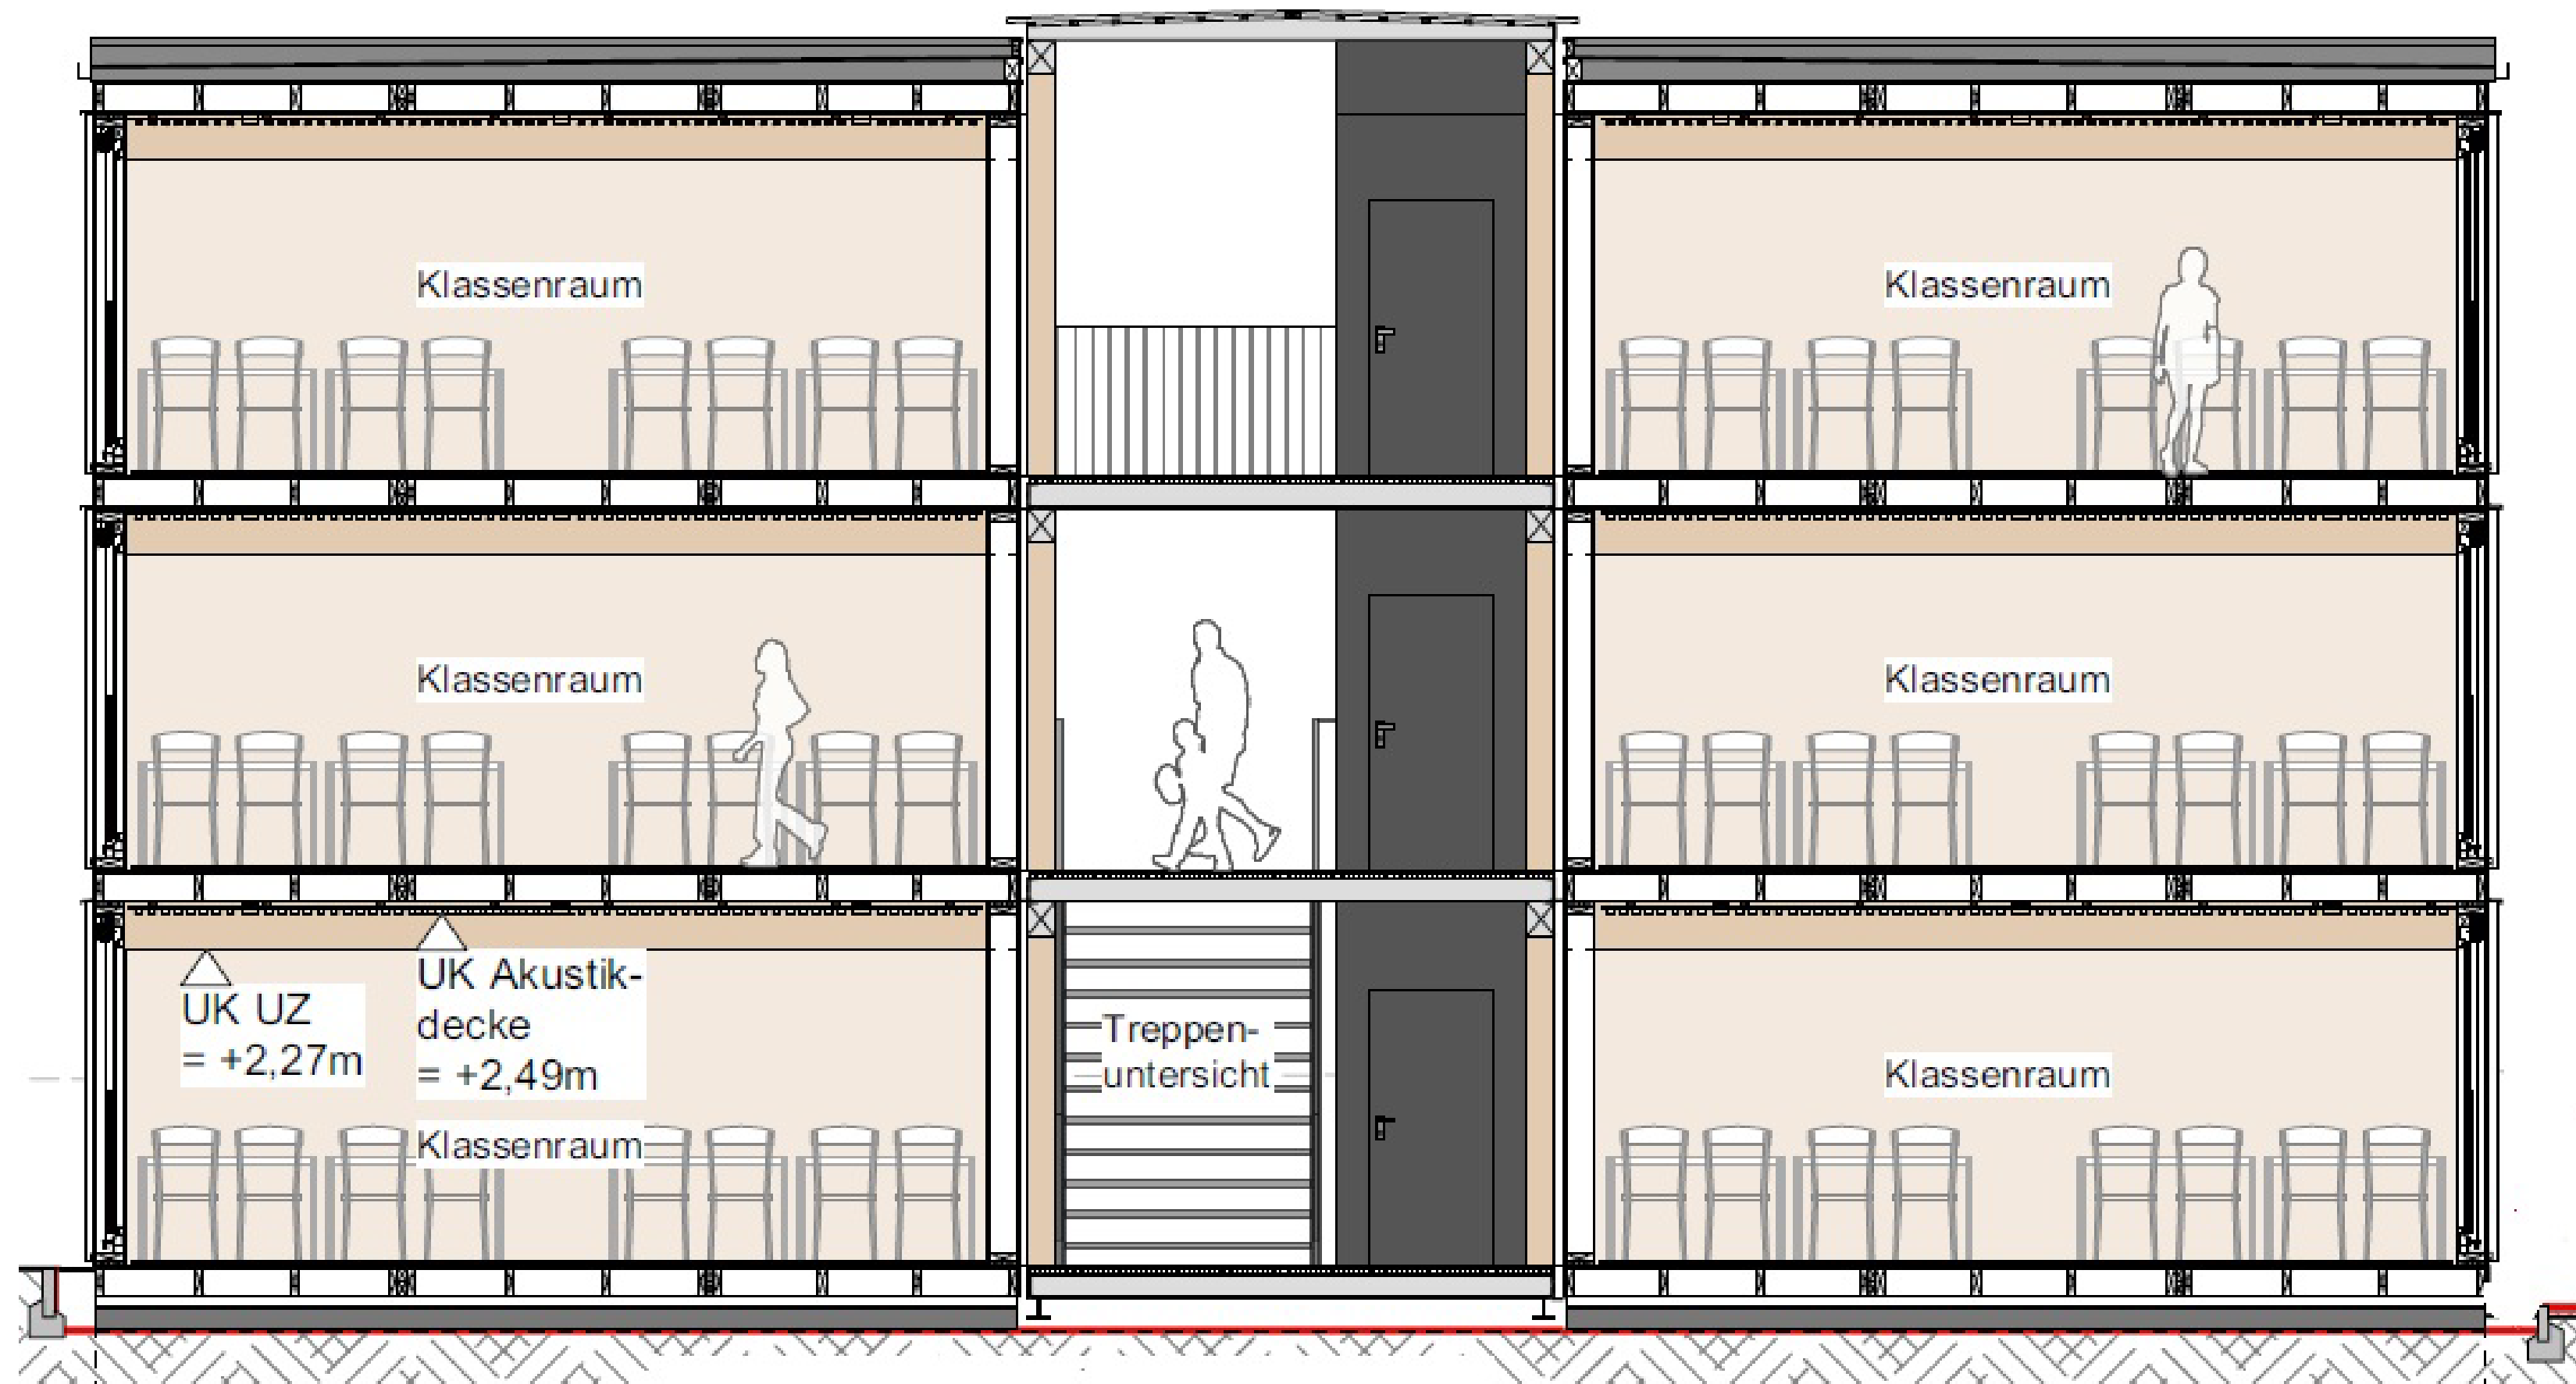 Klassenraum
Klassenraum
Klassenraum
Klassenraum
UK UZ
= +2,27m
UK Akustik-
decke
= +2,49m
Klassenraum
Treppen-
untersicht
Klassenraum